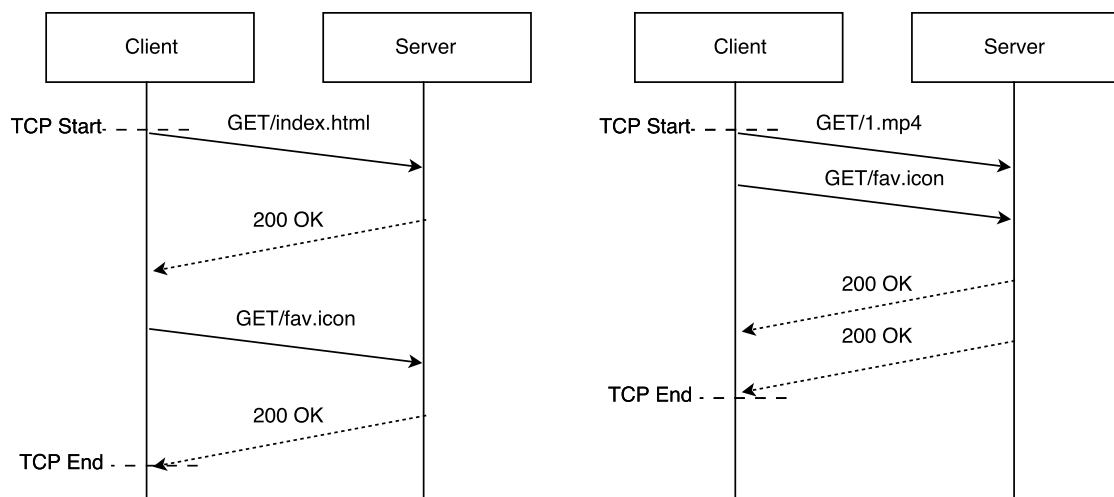 Client
Server
TCP Start
GET/index.html
200 OK
GET/fav.icon
200 OK
TCP End
Client
Server
TCP Start
GET/1.mp4
GET/fav.icon
200 OK
200 OK
TCP End